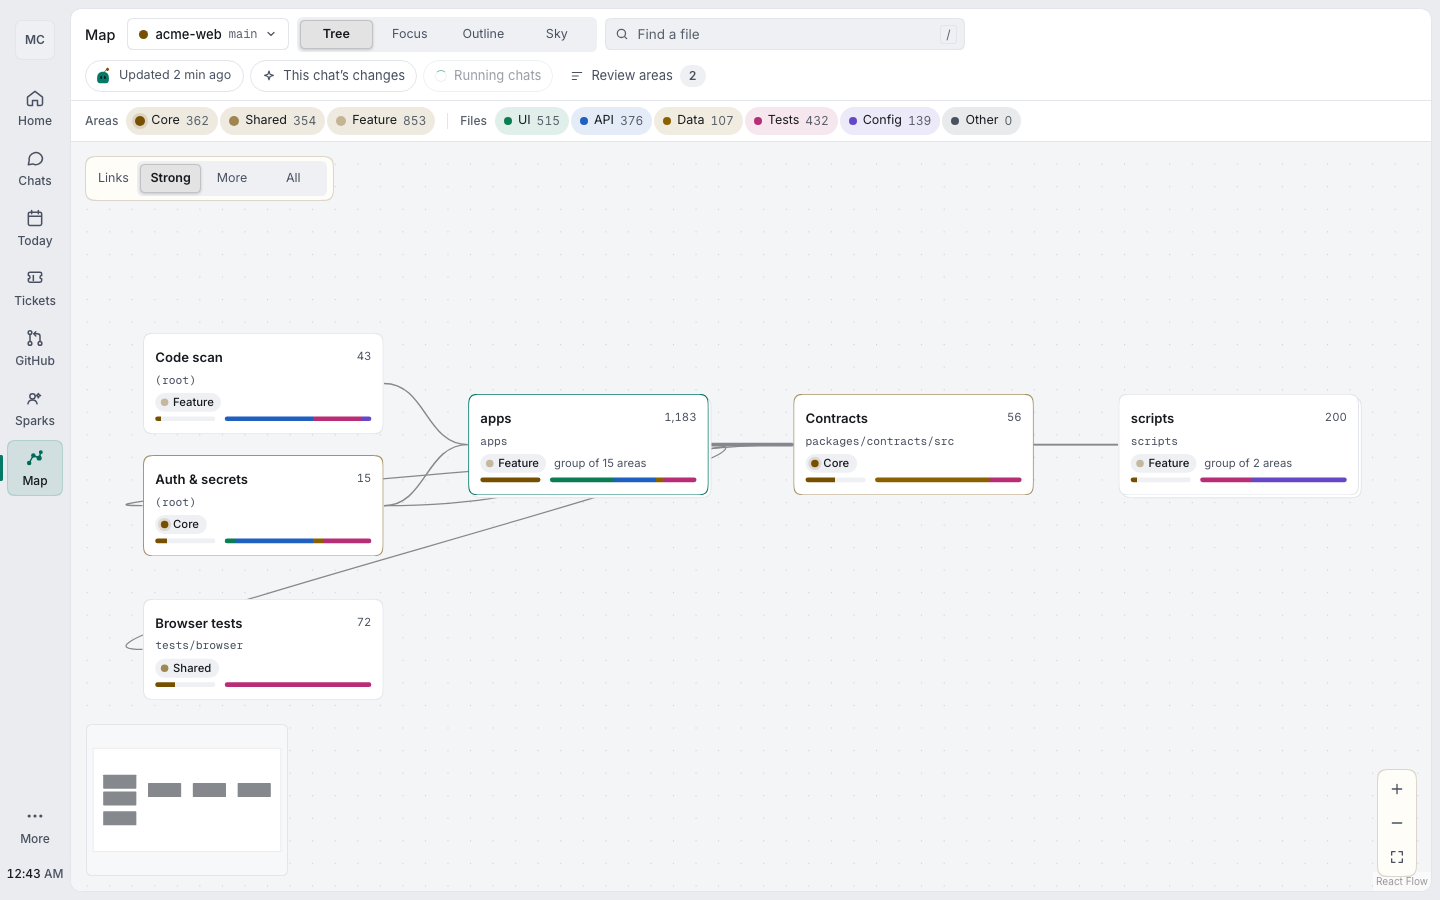 MC
Home
Chats
Today
Tickets
GitHub
Sparks
Map
More
12:43 AM
Map
acme-web main
Tree
Focus
Outline
Sky
Find a file
/
Updated 2 min ago
This chat's changes
Running chats
Review areas 2
Areas
Core 362
Shared 354
Feature 853
Files
UI 515
API 376
Data 107
Tests 432
Config 139
Other 0
Links
Strong
More
All
Code scan 43
(root)
Feature
Auth & secrets 15
(root)
Core
Browser tests 72
tests/browser
Shared
apps 1,183
apps
Feature group of 15 areas
Contracts 56
packages/contracts/src
Core
scripts 200
scripts
Feature group of 2 areas
React Flow